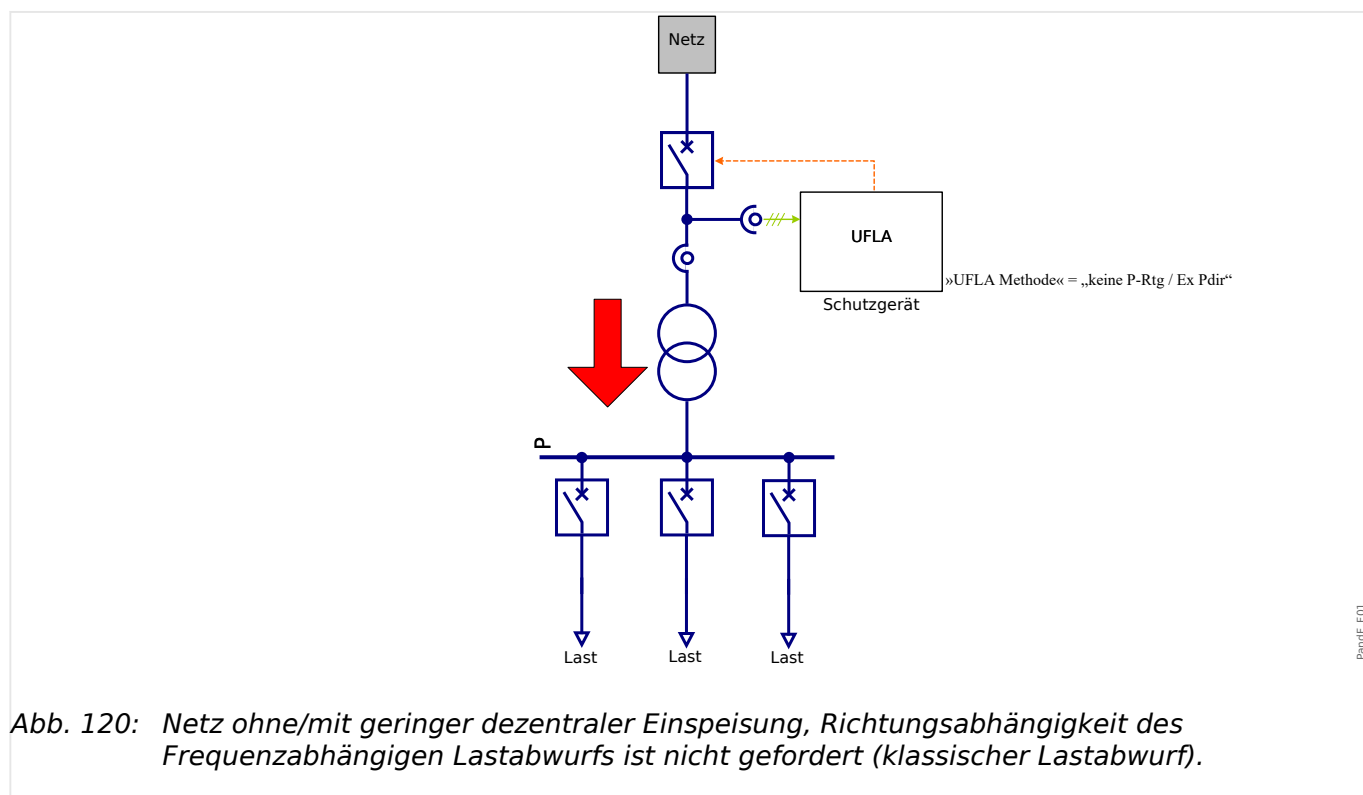 Netz
UFLA
»UFLA Methode« = „keine P-Rtg / Ex Pdir“
Schutzgerät
P
Last
Last
Last
PandF_E01
Abb. 120: Netz ohne/mit geringer dezentraler Einspeisung, Richtungsabhängigkeit des
Frequenzabhängigen Lastabwurfs ist nicht gefordert (klassischer Lastabwurf).